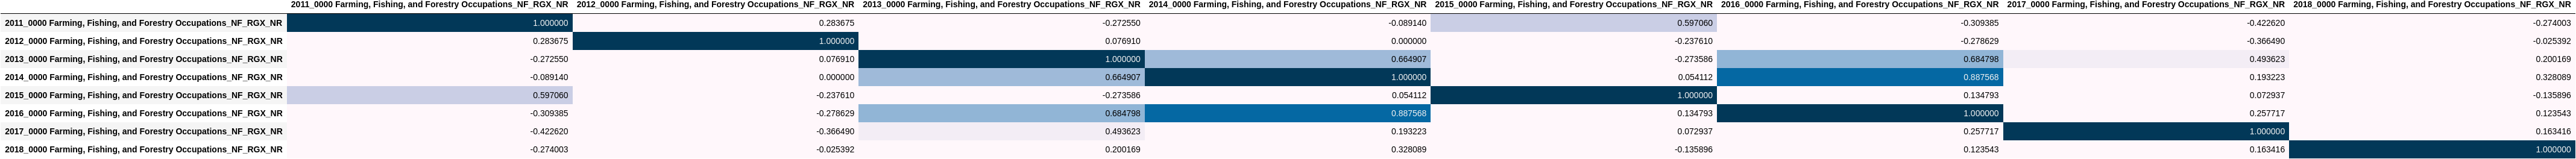 2011_0000 Farming, Fishing, and Forestry Occupations_NF_RGX_NR 2012_0000 Farming, Fishing, and Forestry Occupations_NF_RGX_NR 2013_0000 Farming, Fishing, and Forestry Occupations_NF_RGX_NR 2014_0000 Farming, Fishing, and Forestry Occupations_NF_RGX_NR 2015_0000 Farming, Fishing, and Forestry Occupations_NF_RGX_NR 2016_0000 Farming, Fishing, and Forestry Occupations_NF_RGX_NR 2017_0000 Farming, Fishing, and Forestry Occupations_NF_RGX_NR 2018_0000 Farming, Fishing, and Forestry Occupations_NF_RGX_NR
2011_0000 Farming, Fishing, and Forestry Occupations_NF_RGX_NR 1.000000 0.283675 -0.272550 -0.089140 0.597060 -0.309385 -0.422620 -0.274003
2012_0000 Farming, Fishing, and Forestry Occupations_NF_RGX_NR 0.283675 1.000000 0.076910 0.000000 -0.237610 -0.278629 -0.366490 -0.025392
2013_0000 Farming, Fishing, and Forestry Occupations_NF_RGX_NR -0.272550 0.076910 1.000000 0.664907 -0.273586 0.684798 0.493623 0.200169
2014_0000 Farming, Fishing, and Forestry Occupations_NF_RGX_NR -0.089140 0.000000 0.664907 1.000000 0.054112 0.887568 0.193223 0.328089
2015_0000 Farming, Fishing, and Forestry Occupations_NF_RGX_NR 0.597060 -0.237610 -0.273586 0.054112 1.000000 0.134793 0.072937 -0.135896
2016_0000 Farming, Fishing, and Forestry Occupations_NF_RGX_NR -0.309385 -0.278629 0.684798 0.887568 0.134793 1.000000 0.257717 0.123543
2017_0000 Farming, Fishing, and Forestry Occupations_NF_RGX_NR -0.422620 -0.366490 0.493623 0.193223 0.072937 0.257717 1.000000 0.163416
2018_0000 Farming, Fishing, and Forestry Occupations_NF_RGX_NR -0.274003 -0.025392 0.200169 0.328089 -0.135896 0.123543 0.163416 1.000000